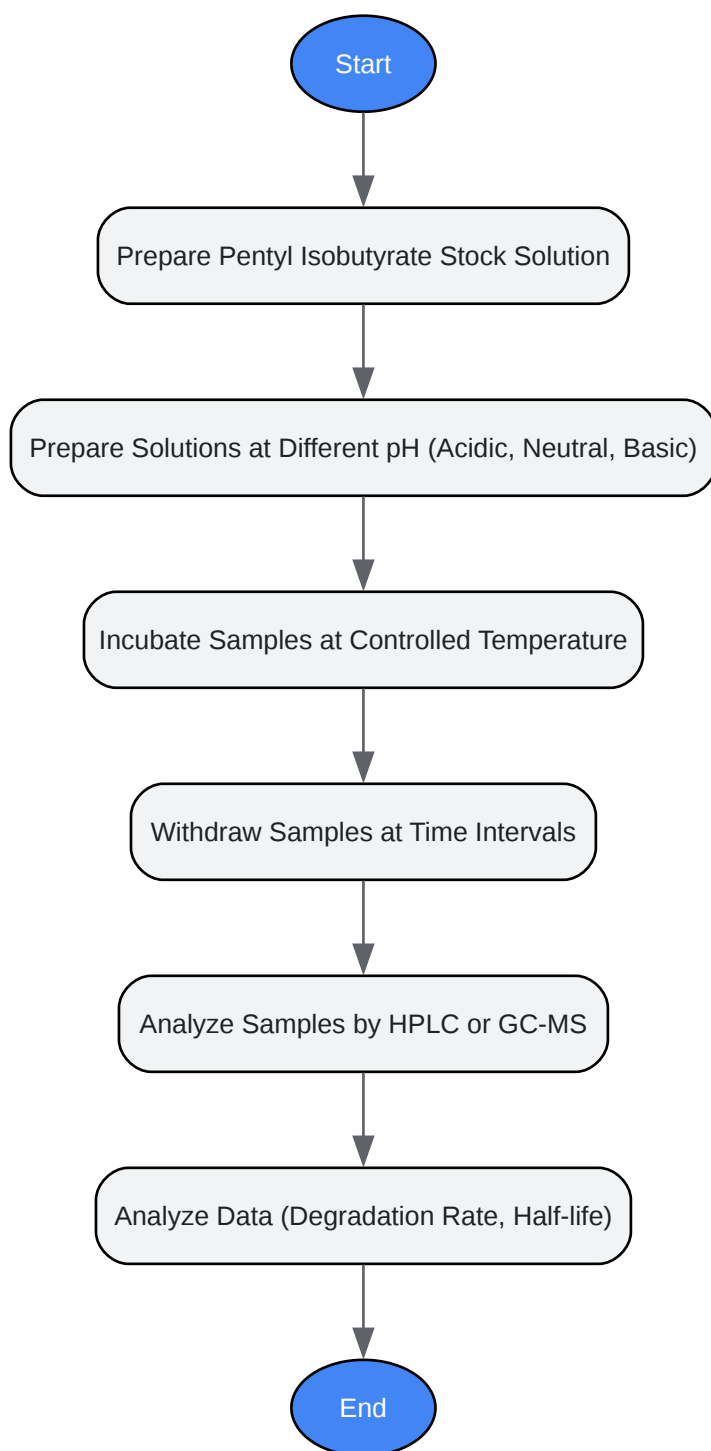 Start
Prepare Pentyl Isobutyrate Stock Solution
Prepare Solutions at Different pH (Acidic, Neutral, Basic)
Incubate Samples at Controlled Temperature
Withdraw Samples at Time Intervals
Analyze Samples by HPLC or GC-MS
Analyze Data (Degradation Rate, Half-life)
End